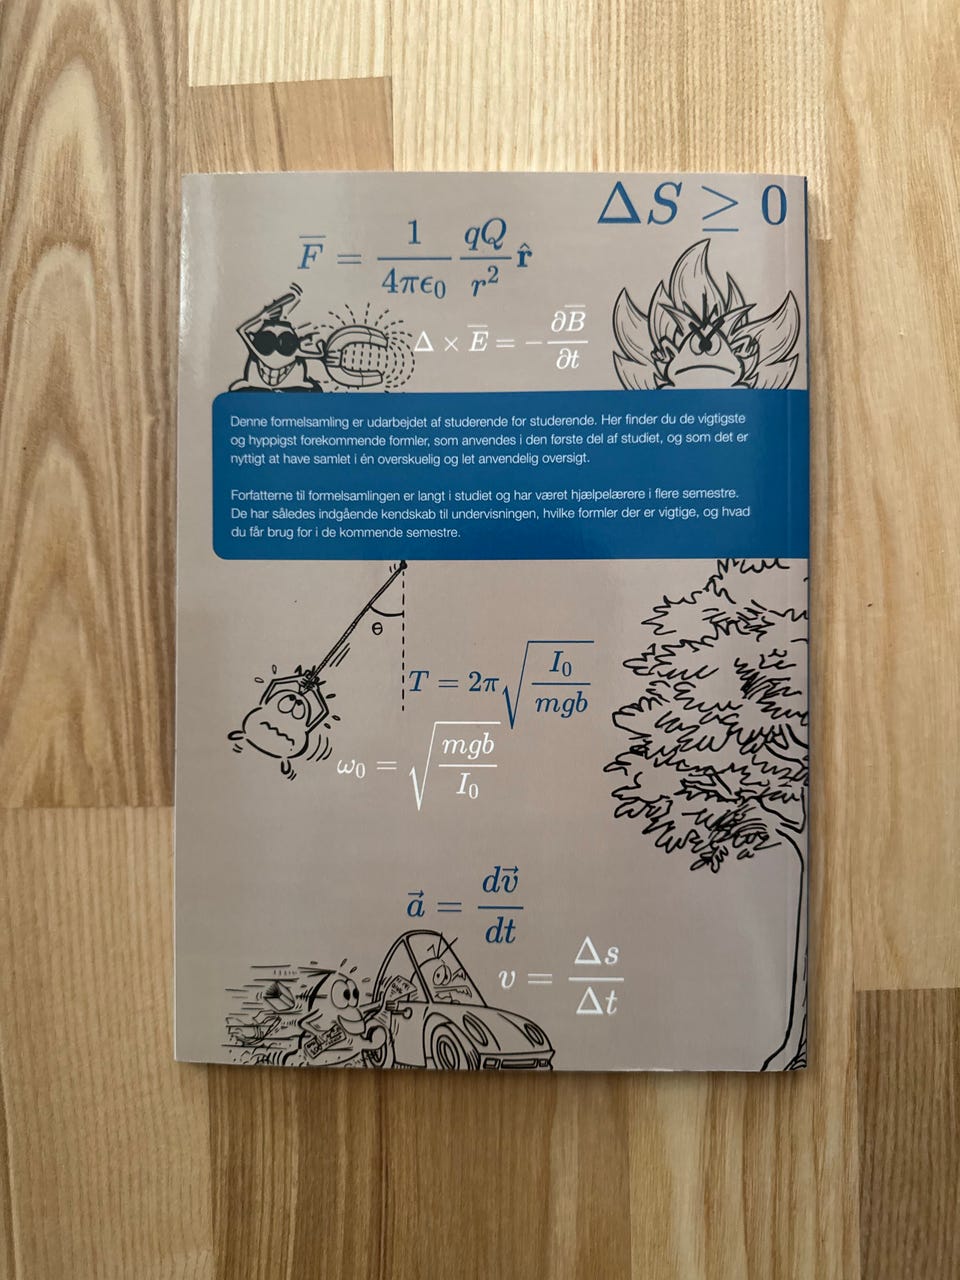 ΔS ≥ 0
F̅ = 1/(4πϵ₀) qQ/r² r̂
Δ × E̅ = −∂B̅/∂t
Denne formelsamling er udarbejdet af studerende for studerende. Her finder du de vigtigste
og hyppigst forekommende formler, som anvendes i den første del af studiet, og som det er
nyttigt at have samlet i én overskuelig og let anvendelig oversigt.
Forfatterne til formelsamlingen er langt i studiet og har været hjælpelærere i flere semestre.
De har således indgående kendskab til undervisningen, hvilke formler der er vigtige, og hvad
du får brug for i de kommende semestre.
θ
T = 2π√(I₀/mgb)
ω₀ = √(mgb/I₀)
a⃗ = dv⃗/dt
v = Δs/Δt